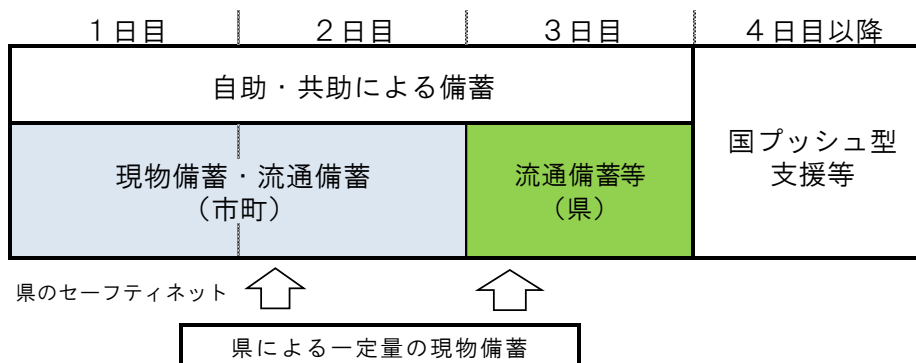 １日目 ２日目 ３日目 ４日目以降
自助・共助による備蓄
現物備蓄・流通備蓄
（市町）
流通備蓄等
（県）
国プッシュ型
支援等
県のセーフティネット
県による一定量の現物備蓄